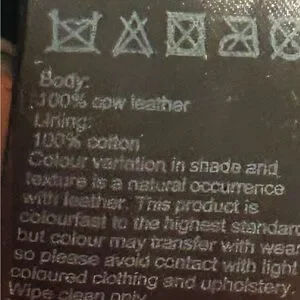 Body:
100% cow leather
Lining:
100% cotton
Colour variation in shade and
texture is a natural occurrence
with leather. This product is
colourfast to the highest standard
but colour may transfer with wear
so please avoid contact with light
coloured clothing and upholstery.
Wipe clean only